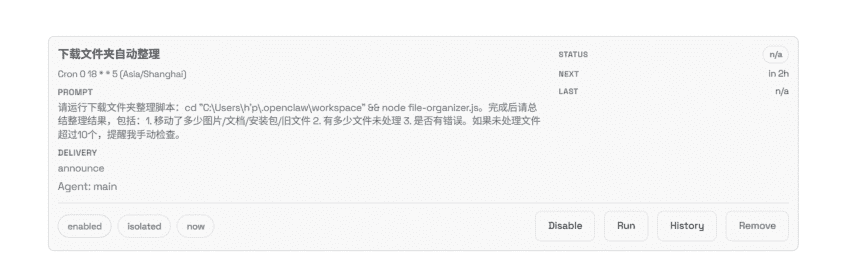 下载文件夹自动整理
Cron 0 18 * * 5 (Asia/Shanghai)
PROMPT
请运行下载文件夹整理脚本：cd "C:\Users\h'p\.openclaw\workspace" && node file-organizer.js。完成后请总
结整理结果，包括：1. 移动了多少图片/文档/安装包/旧文件 2. 有多少文件未处理 3. 是否有错误。如果未处理文件
超过10个，提醒我手动检查。
DELIVERY
announce
Agent: main
STATUS n/a
NEXT in 2h
LAST n/a
enabled isolated now Disable Run History Remove